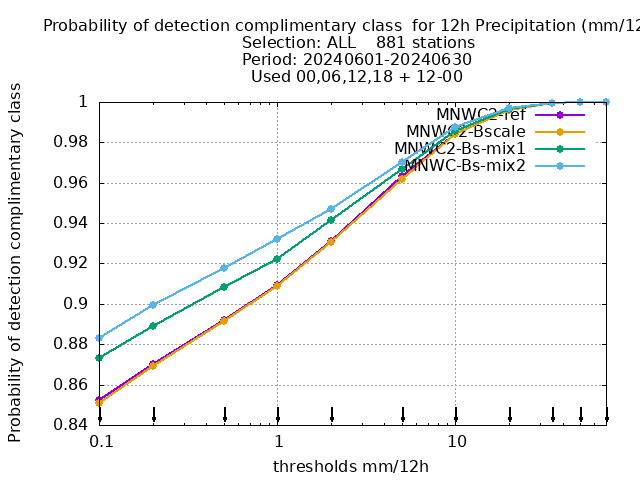 Probability of detection complimentary class  for 12h Precipitation (mm/12
Selection: ALL    881 stations
Period: 20240601-20240630
Used 00,06,12,18 + 12-00
Probability of detection complimentary class
1
0.98
0.96
0.94
0.92
0.9
0.88
0.86
0.84
MNWC2-ref
MNWC2-Bscale
MNWC2-Bs-mix1
MNWC-Bs-mix2
0.1
1
10
thresholds mm/12h